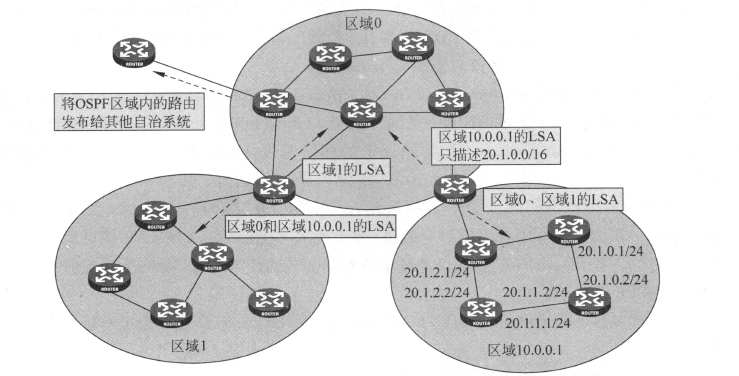 区域0
ROUTER
ROUTER
ROUTER
将OSPF区域内的路由
发布给其他自治系统
ROUTER
ROUTER
ROUTER
区域10.0.0.1的LSA
只描述20.1.0.0/16
区域1的LSA
ROUTER
ROUTER
区域0、区域1的LSA
区域0和区域10.0.0.1的LSA
ROUTER
ROUTER
ROUTER
ROUTER
20.1.0.1/24
20.1.2.1/24
20.1.0.2/24
20.1.2.2/24
20.1.1.2/24
ROUTER
ROUTER
ROUTER
ROUTER
ROUTER
20.1.1.1/24
区域1
区域10.0.0.1